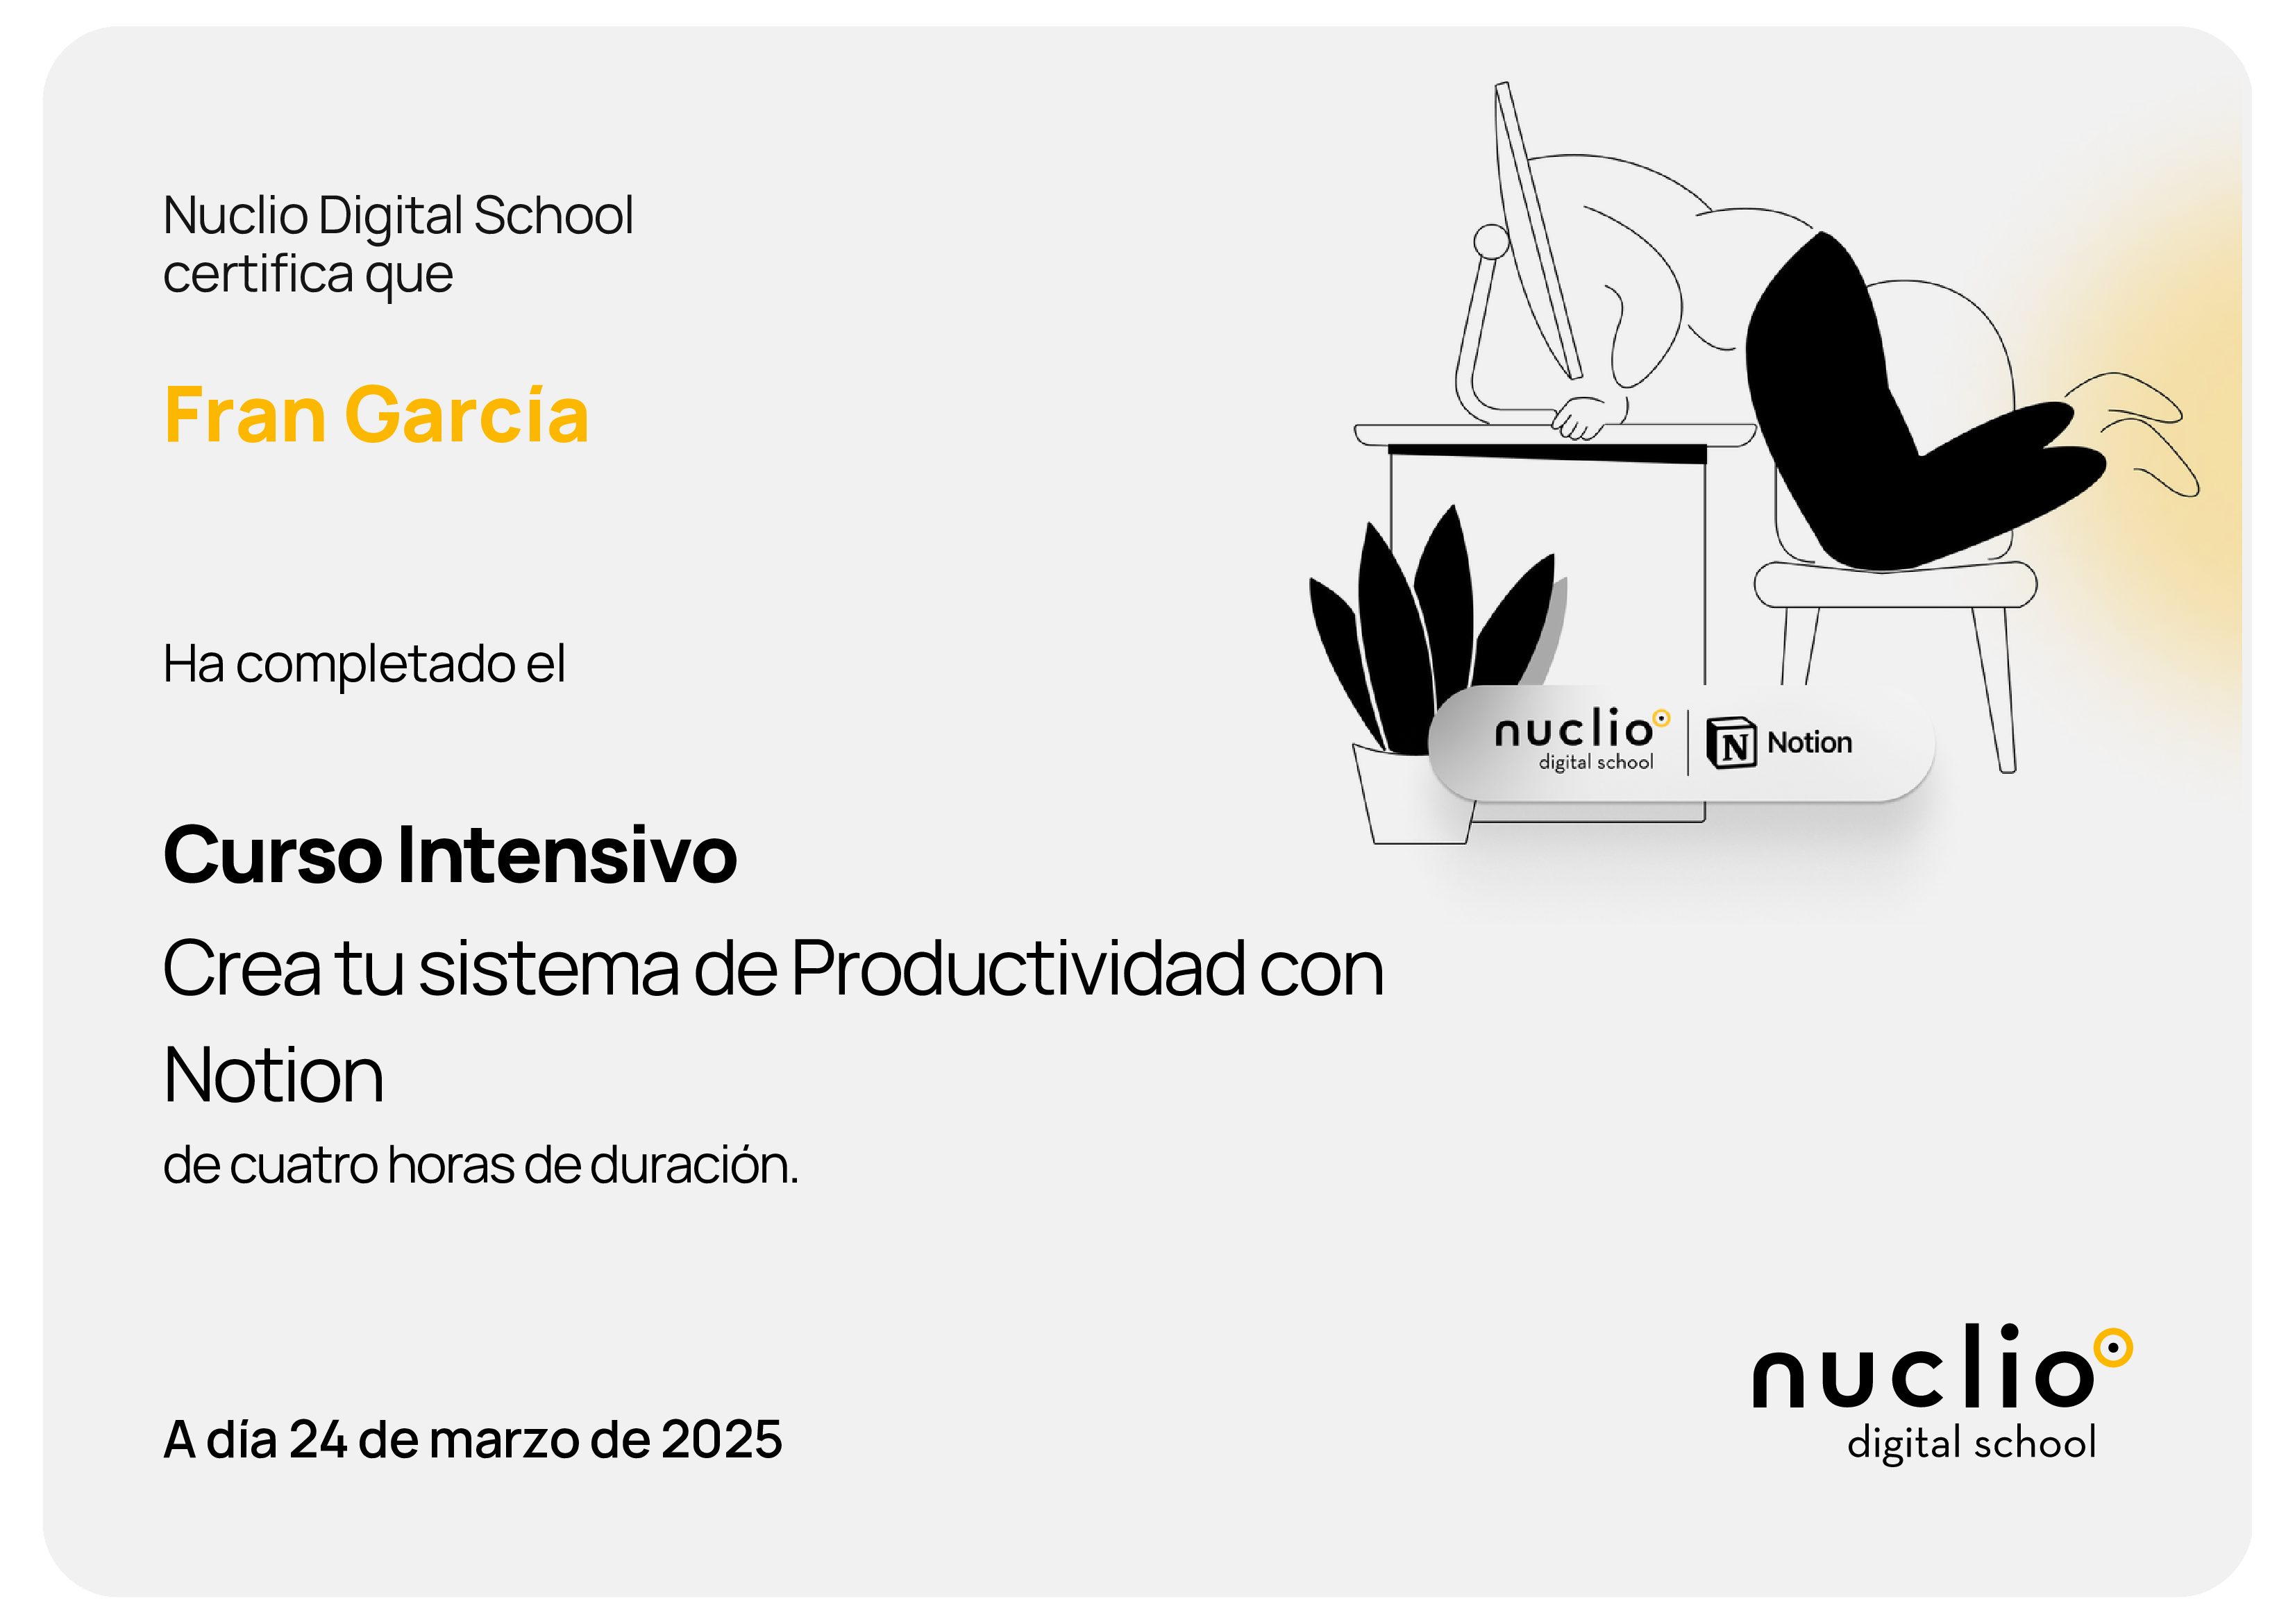 Nuclio Digital School
certifica que
Fran García
Ha completado el
nuclio
digital school
N Notion
Curso Intensivo
Crea tu sistema de Productividad con
Notion
de cuatro horas de duración.
A día 24 de marzo de 2025
nuclio
digital school